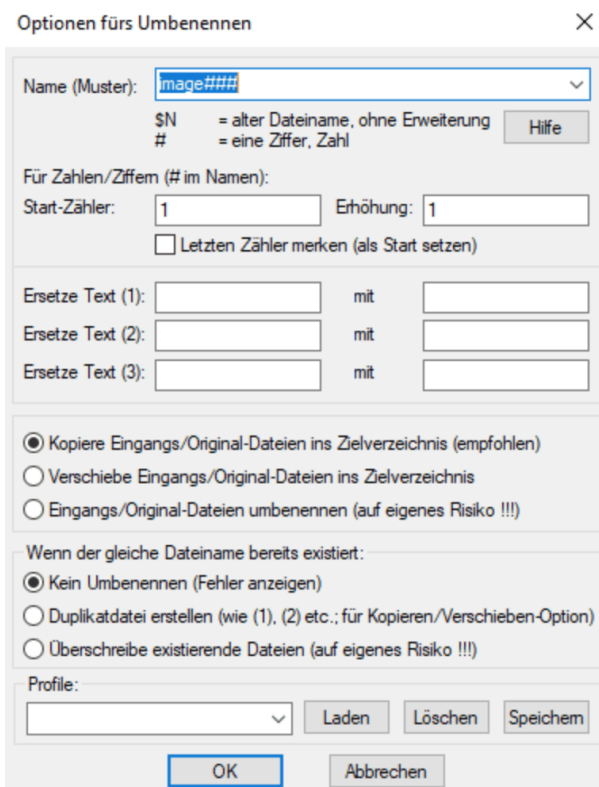 Optionen fürs Umbenennen
Name (Muster): image###
$N = alter Dateiname, ohne Erweiterung
# = eine Ziffer, Zahl
Hilfe
Für Zahlen/Ziffern (# im Namen):
Start-Zähler: 1 Erhöhung: 1
Letzten Zähler merken (als Start setzen)
Ersetze Text (1): mit
Ersetze Text (2): mit
Ersetze Text (3): mit
Kopiere Eingangs/Original-Dateien ins Zielverzeichnis (empfohlen)
Verschiebe Eingangs/Original-Dateien ins Zielverzeichnis
Eingangs/Original-Dateien umbenennen (auf eigenes Risiko !!!)
Wenn der gleiche Dateiname bereits existiert:
Kein Umbenennen (Fehler anzeigen)
Duplikatdatei erstellen (wie (1), (2) etc.; für Kopieren/Verschieben-Option)
Überschreibe existierende Dateien (auf eigenes Risiko !!!)
Profile:
Laden Löschen Speichern
OK Abbrechen